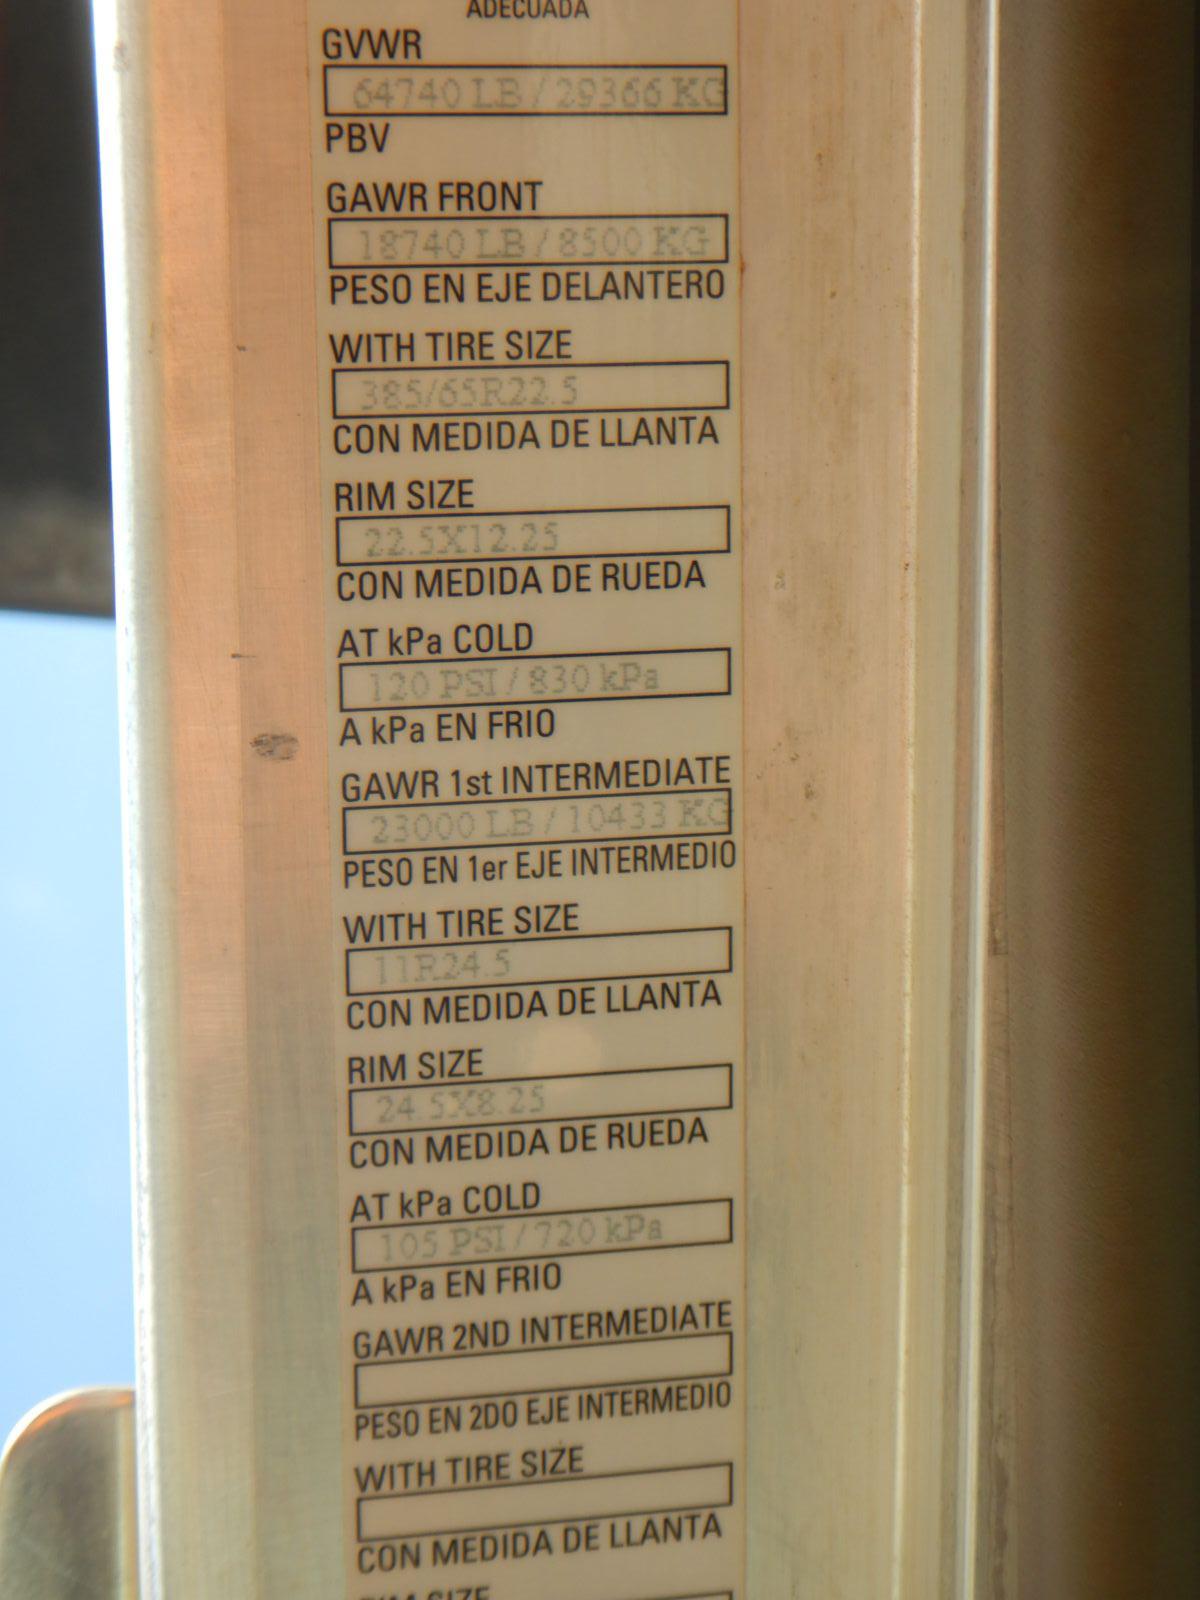 ADECUADA
GVWR
64740 LB / 29366 KG
PBV
GAWR FRONT
18740 LB / 8500 KG
PESO EN EJE DELANTERO
WITH TIRE SIZE
385/65R22.5
CON MEDIDA DE LLANTA
RIM SIZE
22.5X12.25
CON MEDIDA DE RUEDA
AT kPa COLD
120 PSI / 830 kPa
A kPa EN FRIO
GAWR 1st INTERMEDIATE
23000 LB / 10433 KG
PESO EN 1er EJE INTERMEDIO
WITH TIRE SIZE
11R24.5
CON MEDIDA DE LLANTA
RIM SIZE
24.5X8.25
CON MEDIDA DE RUEDA
AT kPa COLD
105 PSI / 720 kPa
A kPa EN FRIO
GAWR 2ND INTERMEDIATE
PESO EN 2DO EJE INTERMEDIO
WITH TIRE SIZE
CON MEDIDA DE LLANTA
RIM SIZE